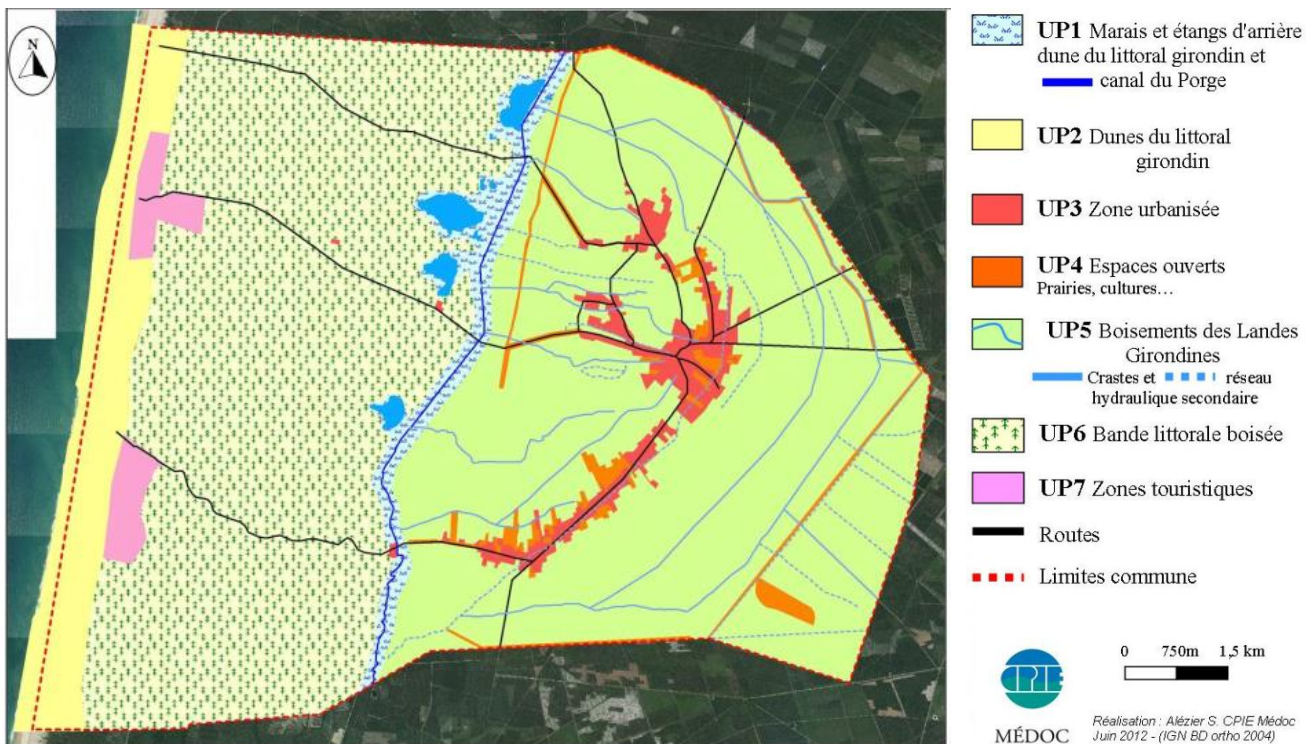 N
UP1 Marais et étangs d'arrière
dune du littoral girondin et
canal du Porge
UP2 Dunes du littoral
girondin
UP3 Zone urbanisée
UP4 Espaces ouverts
Prairies, cultures...
UP5 Boisements des Landes
Girondines
Crastes et réseau
hydraulique secondaire
UP6 Bande littorale boisée
UP7 Zones touristiques
Routes
Limites commune
0 750m 1,5 km
CPIE
MÉDOC
Réalisation : Alézier S. CPIE Médoc
Juin 2012 - (IGN BD ortho 2004)